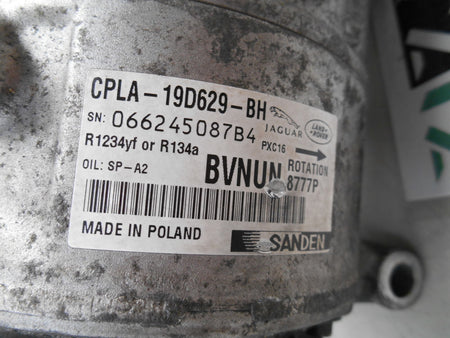 CPLA-19D629-BH
SN: 066245087B4
JAGUAR
LAND ROVER
R1234yf or R134a
PXC16
OIL: SP-A2
BVNUN
ROTATION
8777P
MADE IN POLAND
SANDEN